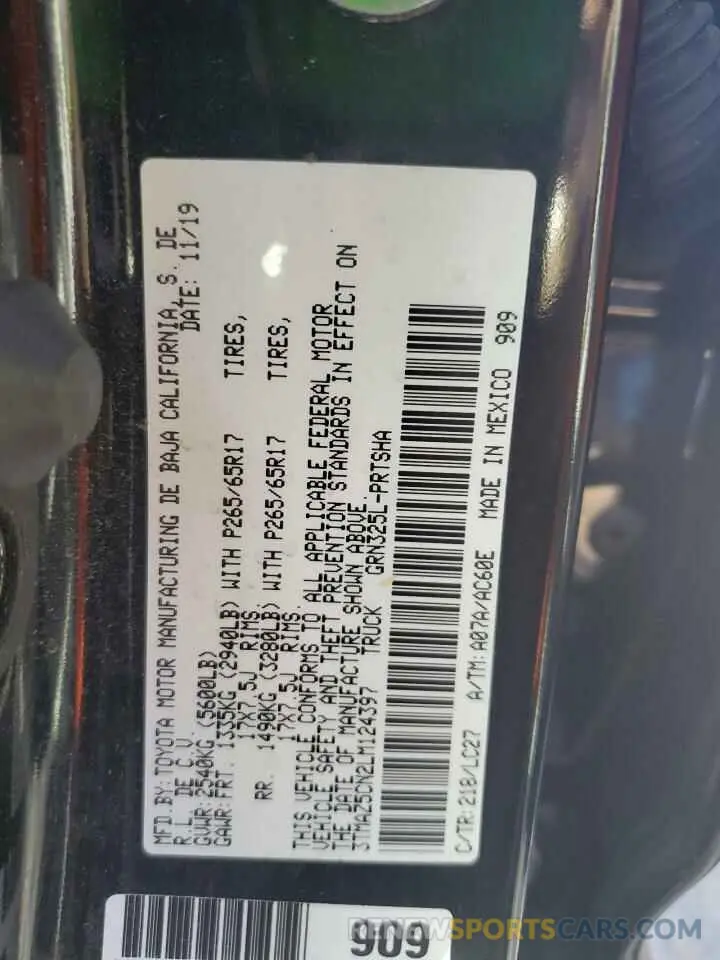 MFD.BY:TOYOTA MOTOR MANUFACTURING DE BAJA CALIFORNIA, S. DE
R.L. DE C.V. DATE: 11/19
GVWR:2540KG (5600LB)
GAWR:FRT. 1335KG (2940LB) WITH P265/65R17 TIRES,
17X7.5J RIMS.
RR. 1490KG (3280LB) WITH P265/65R17 TIRES,
17X7.5J RIMS.
THIS VEHICLE CONFORMS TO ALL APPLICABLE FEDERAL MOTOR
VEHICLE SAFETY AND THEFT PREVENTION STANDARDS IN EFFECT ON
THE DATE OF MANUFACTURE SHOWN ABOVE.
3TMAZ5CN2LM124397 TRUCK GRN325L-PRTSHA
C/TR:218/LC27 A/TM:A07A/AC60E MADE IN MEXICO 909
909
RENEWSPORTSCARS.COM